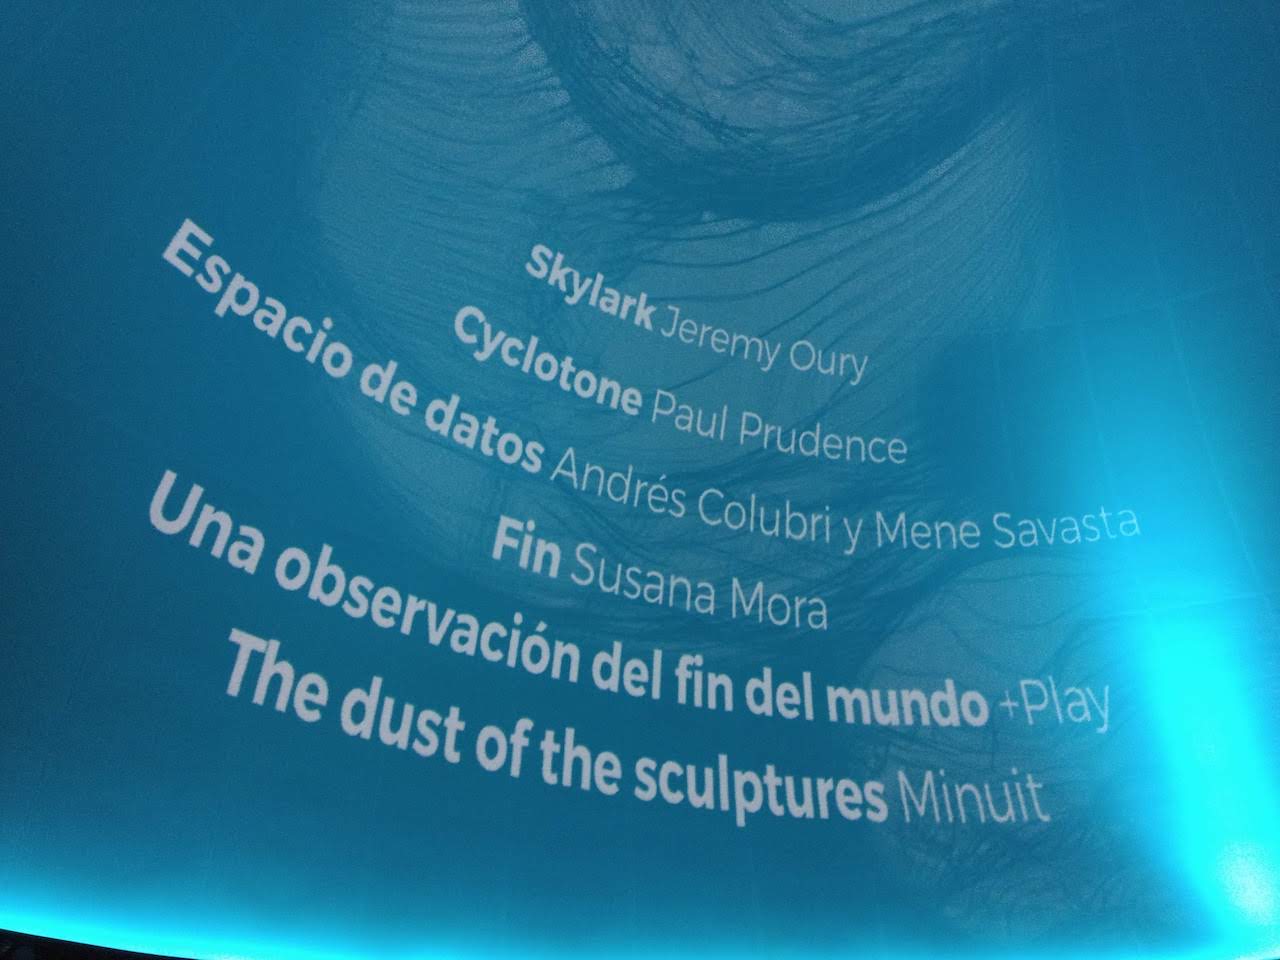 Skylark Jeremy Oury
Cyclotone Paul Prudence
Espacio de datos Andrés Colubri y Mene Savasta
Fin Susana Mora
Una observación del fin del mundo +Play
The dust of the sculptures Minuit